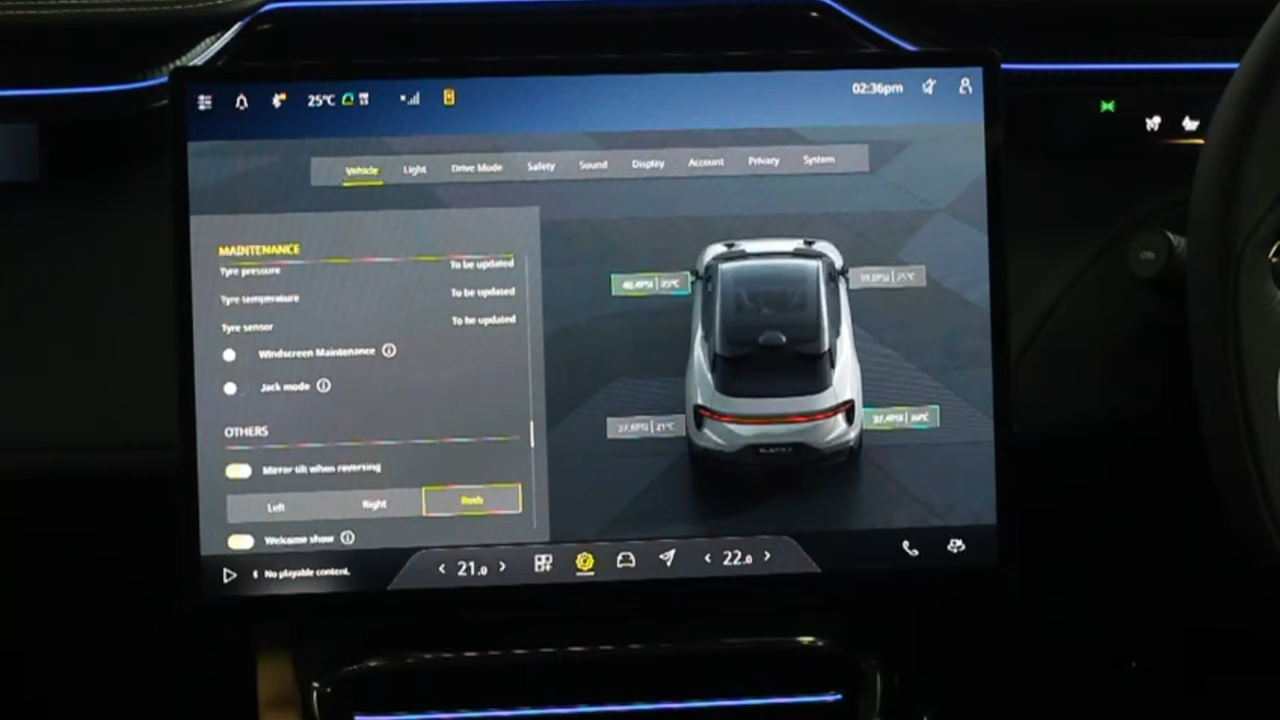 25°C
02:36pm
Vehicle Light Drive Mode Safety Sound Display Account Privacy System
MAINTENANCE
Tyre pressure To be updated
Tyre temperature To be updated
Tyre sensor To be updated
Windscreen Maintenance
Jack mode
OTHERS
Mirror tilt when reversing
Left Right Both
Welcome show
No playable content.
< 21.0 > < 22.0 >